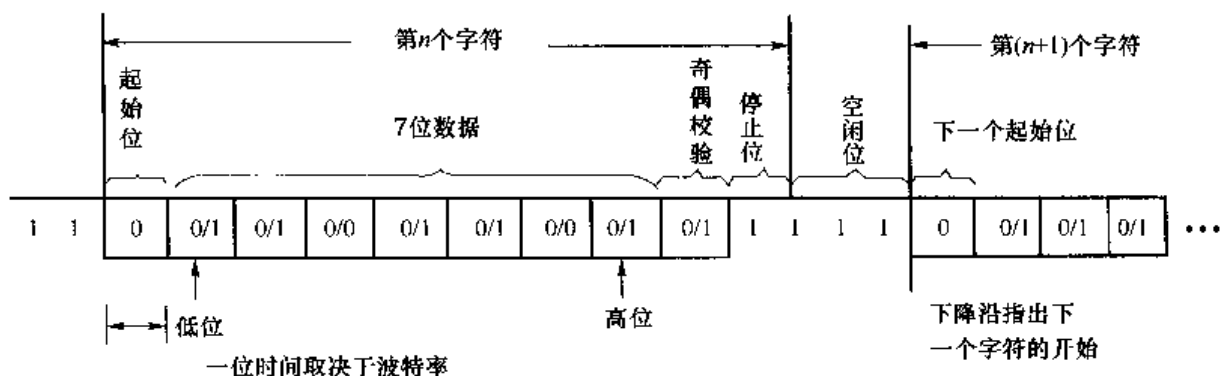 第n个字符
第(n+1)个字符
起始位
7位数据
奇偶校验
停止位
空闲位
下一个起始位
1 1 0 0/1 0/1 0/0 0/1 0/1 0/0 0/1 0/1 1 1 1 1 0 0/1 0/1 0/1 •••
低位
高位
下降沿指出下
一个字符的开始
一位时间取决于波特率